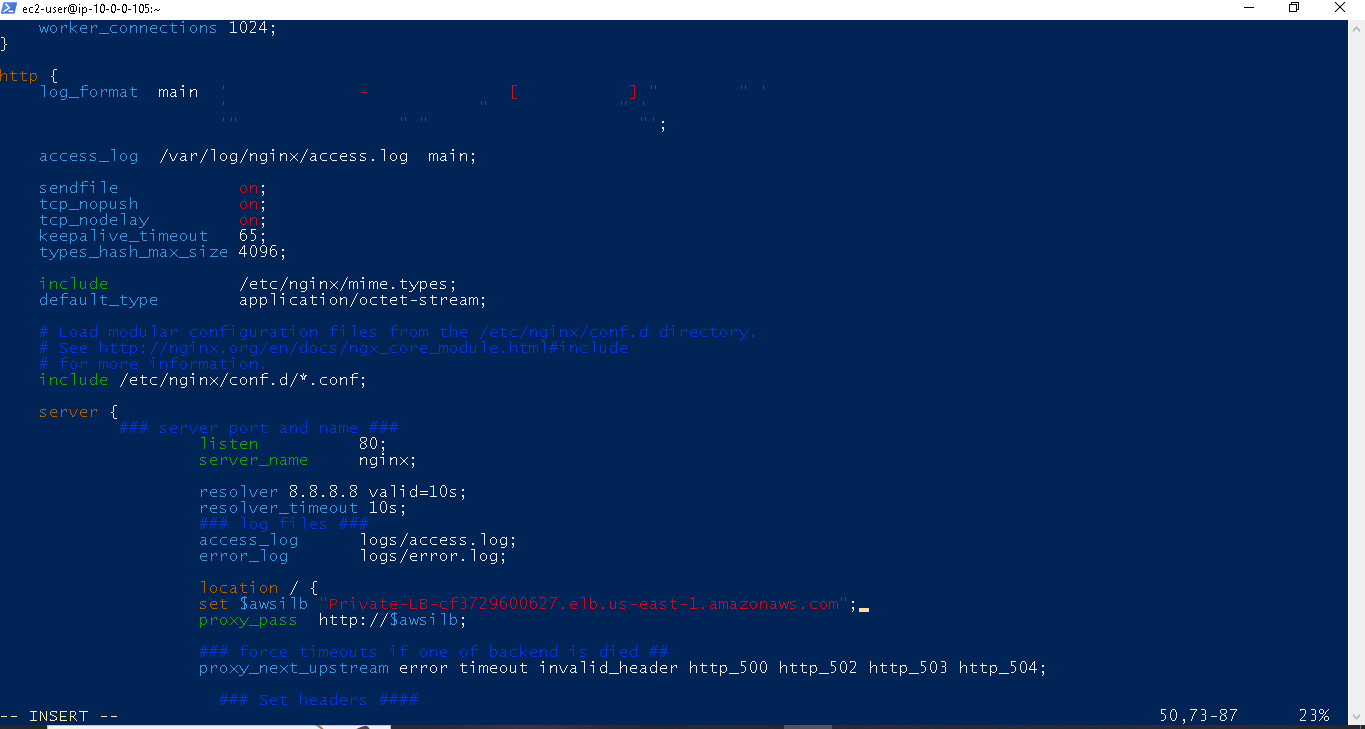 ec2-user@ip-10-0-0-105:~
worker_connections 1024;
}
http {
log_format main ' - [ ] " " '
' " " '
'" " " "';
access_log /var/log/nginx/access.log main;
sendfile on;
tcp_nopush on;
tcp_nodelay on;
keepalive_timeout 65;
types_hash_max_size 4096;
include /etc/nginx/mime.types;
default_type application/octet-stream;
# Load modular configuration files from the /etc/nginx/conf.d directory.
# See http://nginx.org/en/docs/ngx_core_module.html#include
# for more information.
include /etc/nginx/conf.d/*.conf;
server {
### server port and name ###
listen 80;
server_name nginx;
resolver 8.8.8.8 valid=10s;
resolver_timeout 10s;
### log files ###
access_log logs/access.log;
error_log logs/error.log;
location / {
set $awsilb "Private-LB-cf3729600627.elb.us-east-1.amazonaws.com";
proxy_pass http://$awsilb;
### force timeouts if one of backend is died ##
proxy_next_upstream error timeout invalid_header http_500 http_502 http_503 http_504;
### Set headers ####
-- INSERT -- 50,73-87 23%